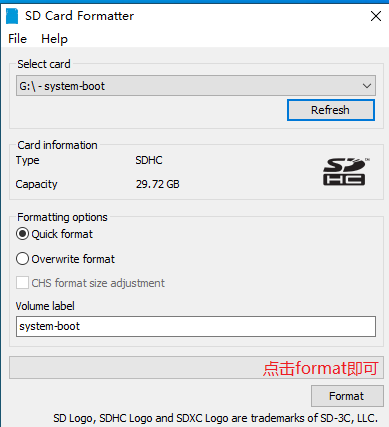 SD Card Formatter
File Help
Select card
G:\ - system-boot
Refresh
Card information
Type SDHC
Capacity 29.72 GB
SD
HC
TM
Formatting options
Quick format
Overwrite format
CHS format size adjustment
Volume label
system-boot
点击format即可
Format
SD Logo, SDHC Logo and SDXC Logo are trademarks of SD-3C, LLC.